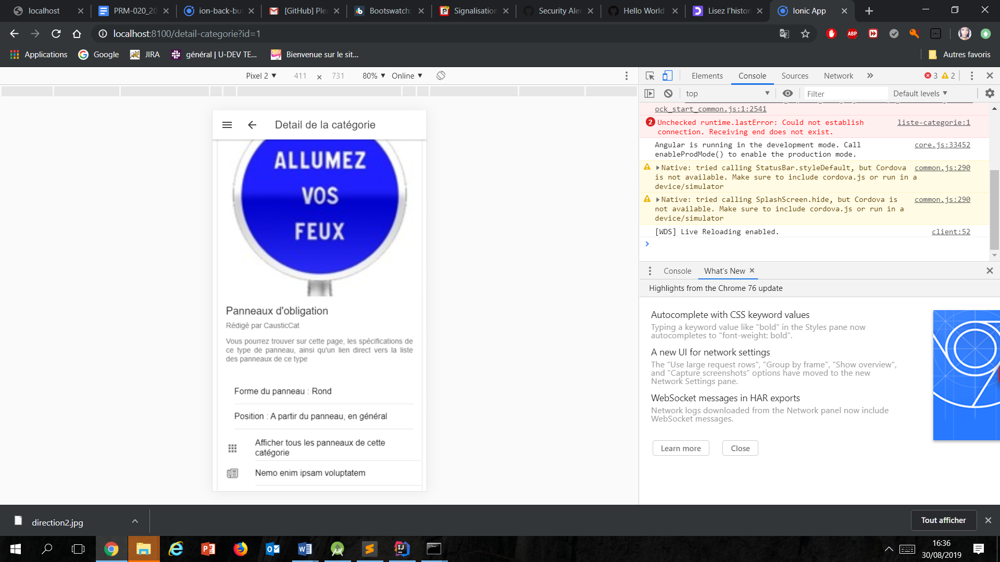 localhost
PRM-020_20
ion-back-bu
[GitHub] Ple
Bootswatch:
Signalisation
Security Aler
Hello World
Lisez l'histor
Ionic App
localhost:8100/detail-categorie?id=1
Applications
Google
JIRA
général | U-DEV TE...
Bienvenue sur le sit...
Autres favoris
Pixel 2
411
731
80%
Online
Detail de la catégorie
ALLUMEZ
VOS
FEUX
Panneaux d'obligation
Rédigé par CausticCat
Vous pourrez trouver sur cette page, les spécifications de
ce type de panneau, ainsi qu'un lien direct vers la liste
des panneaux de ce type
Forme du panneau : Rond
Position : A partir du panneau, en général
Afficher tous les panneaux de cette
catégorie
Nemo enim ipsam voluptatem
Elements
Console
Sources
Network
3
2
top
Filter
Default levels
ock_start_common.js:1:2541
2 Unchecked runtime.lastError: Could not establish liste-categorie:1
connection. Receiving end does not exist.
Angular is running in the development mode. Call core.js:33452
enableProdMode() to enable the production mode.
Native: tried calling StatusBar.styleDefault, but Cordova common.js:290
is not available. Make sure to include cordova.js or run in a
device/simulator
Native: tried calling SplashScreen.hide, but Cordova is common.js:290
not available. Make sure to include cordova.js or run in a
device/simulator
[WDS] Live Reloading enabled. client:52
Console
What's New
Highlights from the Chrome 76 update
Autocomplete with CSS keyword values
Typing a keyword value like "bold" in the Styles pane now
autocompletes to "font-weight: bold".
A new UI for network settings
The "Use large request rows", "Group by frame", "Show overview",
and "Capture screenshots" options have moved to the new
Network Settings pane.
WebSocket messages in HAR exports
Network logs downloaded from the Network panel now include
WebSocket messages.
Learn more
Close
direction2.jpg
Tout afficher
16:36
30/08/2019